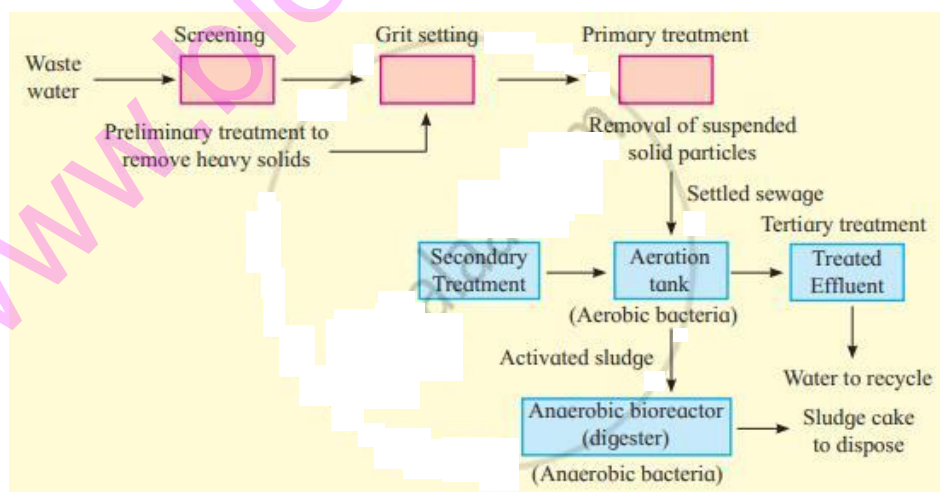 Screening
Grit setting
Primary treatment
Waste
water
Preliminary treatment to
remove heavy solids
Removal of suspended
solid particles
Settled sewage
Tertiary treatment
Secondary
Treatment
Aeration
tank
Treated
Effluent
(Aerobic bacteria)
Activated sludge
Water to recycle
Anaerobic bioreactor
(digester)
Sludge cake
to dispose
(Anaerobic bacteria)
www.bl